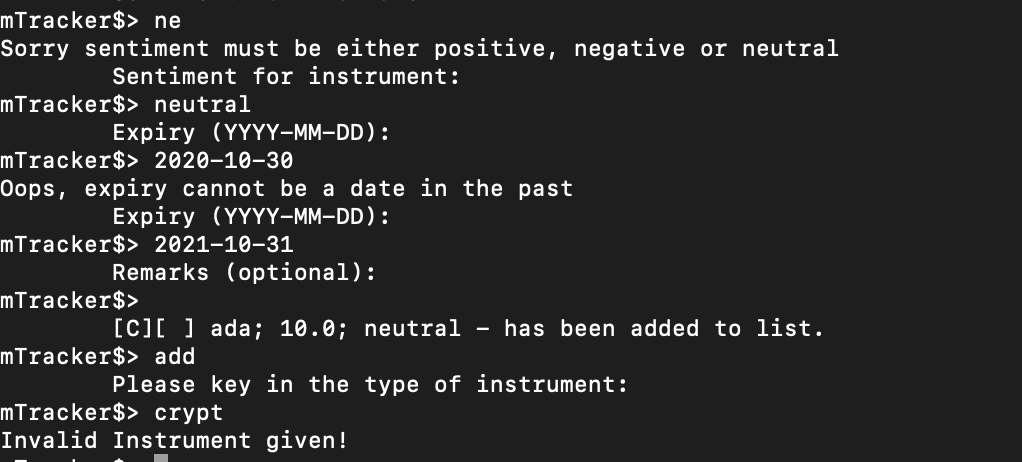 mTracker$> ne
Sorry sentiment must be either positive, negative or neutral
Sentiment for instrument:
mTracker$> neutral
Expiry (YYYY-MM-DD):
mTracker$> 2020-10-30
Oops, expiry cannot be a date in the past
Expiry (YYYY-MM-DD):
mTracker$> 2021-10-31
Remarks (optional):
mTracker$>
[C][ ] ada; 10.0; neutral - has been added to list.
mTracker$> add
Please key in the type of instrument:
mTracker$> crypt
Invalid Instrument given!